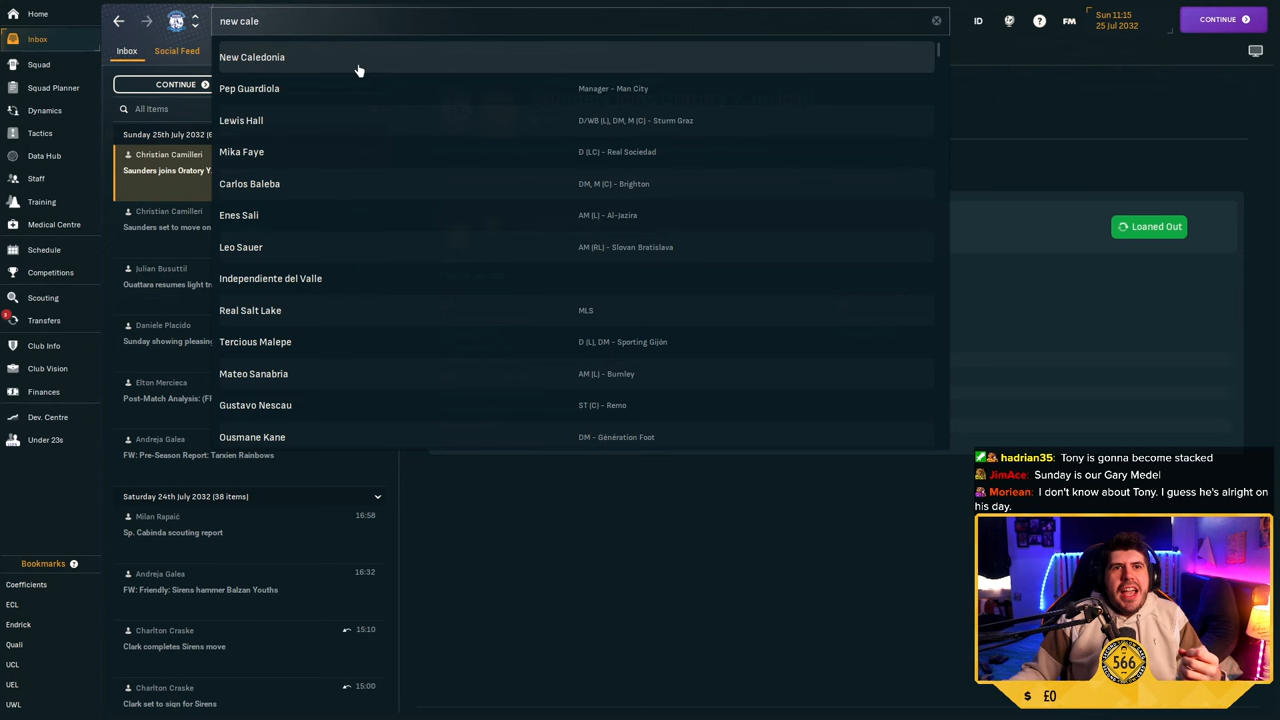 Home
Inbox
Squad
Squad Planner
Dynamics
Tactics
Data Hub
Staff
Training
Medical Centre
Schedule
Competitions
Scouting
3
Transfers
Club Info
Club Vision
Finances
Dev. Centre
Under 23s
Bookmarks ?
Coefficients
ECL
Endrick
Quali
UCL
UEL
UWL
new cale
ID
?
FM
Sun 11:15
25 Jul 2032
CONTINUE
Inbox
Social Feed
CONTINUE
All Items
Sunday 25th July 2032 (6
Christian Camilleri
Saunders joins Oratory Y
Christian Camilleri
Saunders set to move on
Julian Busuttil
Ouattara resumes light tr
Daniele Placido
Sunday showing pleasing
Elton Mercieca
Post-Match Analysis: (FF
Andreja Galea
FW: Pre-Season Report: Tarxien Rainbows
Saturday 24th July 2032 (38 items)
Milan Rapaić 16:58
Sp. Cabinda scouting report
Andreja Galea 16:32
FW: Friendly: Sirens hammer Balzan Youths
Charlton Craske 15:10
Clark completes Sirens move
Charlton Craske 15:00
Clark set to sign for Sirens
New Caledonia
Pep Guardiola Manager - Man City
Lewis Hall D/WB (L), DM, M (C) - Sturm Graz
Mika Faye D (LC) - Real Sociedad
Carlos Baleba DM, M (C) - Brighton
Enes Sali AM (L) - Al-Jazira
Leo Sauer AM (RL) - Slovan Bratislava
Independiente del Valle
Real Salt Lake MLS
Tercious Malepe D (L), DM - Sporting Gijón
Mateo Sanabria AM (L) - Burnley
Gustavo Nescau ST (C) - Remo
Ousmane Kane DM - Génération Foot
Loaned Out
hadrian35: Tony is gonna become stacked
JimAce: Sunday is our Gary Medel
Moriean: I don't know about Tony. I guess he's alright on
his day.
566
$ £0